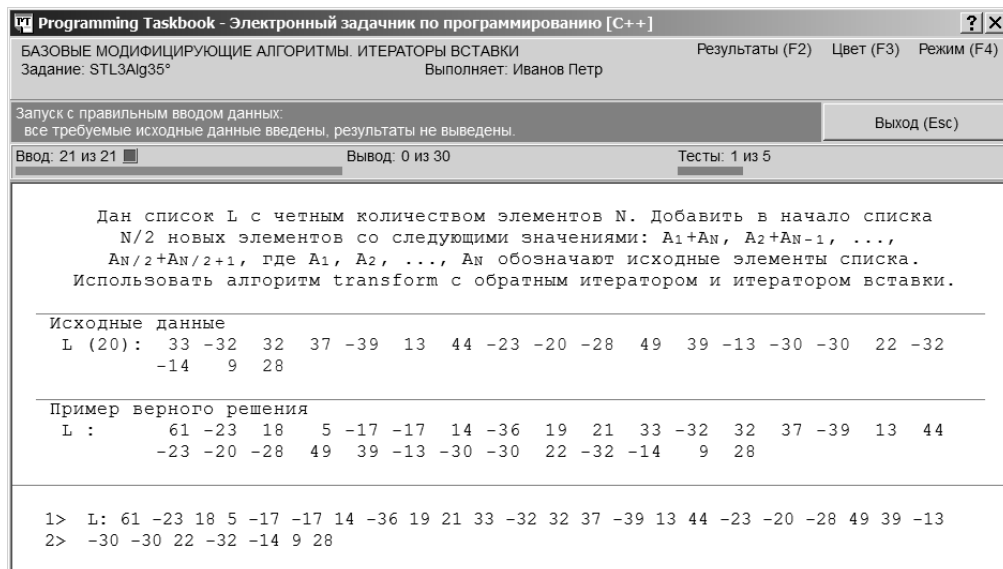 Programming Taskbook - Электронный задачник по программированию [C++] ? ×
БАЗОВЫЕ МОДИФИЦИРУЮЩИЕ АЛГОРИТМЫ. ИТЕРАТОРЫ ВСТАВКИ Результаты (F2) Цвет (F3) Режим (F4)
Задание: STL3Alg35° Выполняет: Иванов Петр
Запуск с правильным вводом данных:
все требуемые исходные данные введены, результаты не выведены. Выход (Esc)
Ввод: 21 из 21 Вывод: 0 из 30 Тесты: 1 из 5
Дан список L с четным количеством элементов N. Добавить в начало списка
N/2 новых элементов со следующими значениями: A₁+A_N, A₂+A_N-1, ...,
A_N/2+A_N/2+1, где A₁, A₂, ..., A_N обозначают исходные элементы списка.
Использовать алгоритм transform с обратным итератором и итератором вставки.
Исходные данные
L (20): 33 -32 32 37 -39 13 44 -23 -20 -28 49 39 -13 -30 -30 22 -32
-14 9 28
Пример верного решения
L : 61 -23 18 5 -17 -17 14 -36 19 21 33 -32 32 37 -39 13 44
-23 -20 -28 49 39 -13 -30 -30 22 -32 -14 9 28
1> L: 61 -23 18 5 -17 -17 14 -36 19 21 33 -32 32 37 -39 13 44 -23 -20 -28 49 39 -13
2> -30 -30 22 -32 -14 9 28